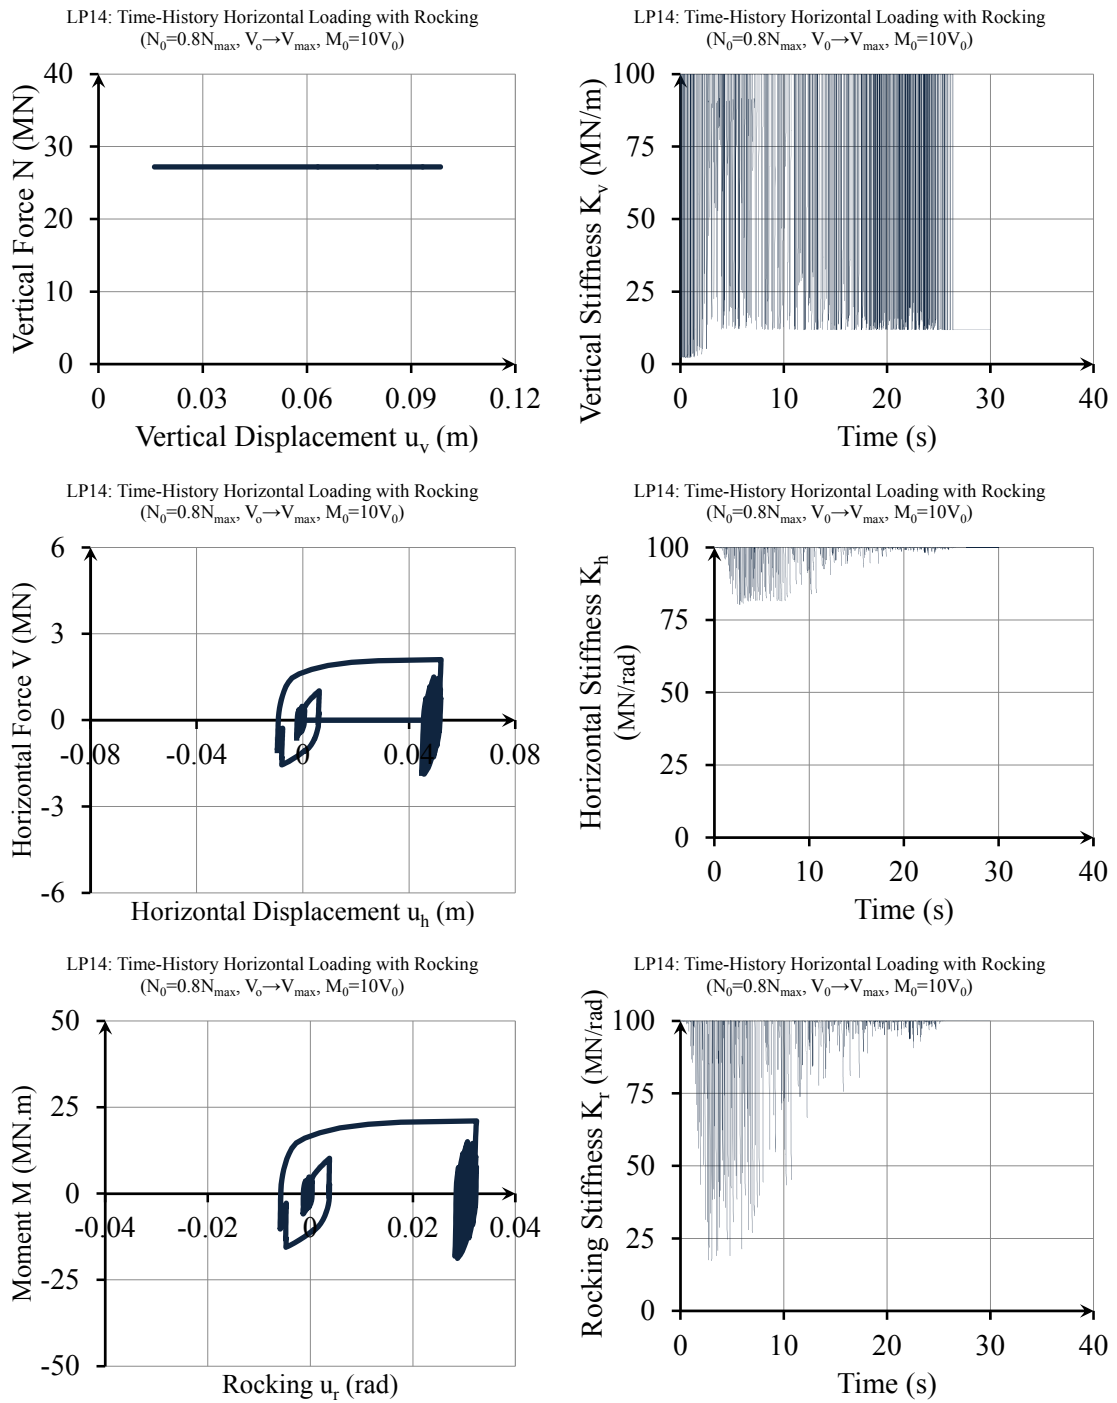 LP14: Time-History Horizontal Loading with Rocking
(N₀=0.8Nₘₐₓ, Vₒ→Vₘₐₓ, M₀=10V₀)
40
30
20
10
0
0 0.03 0.06 0.09 0.12
Vertical Force N (MN)
Vertical Displacement uᵥ (m)
LP14: Time-History Horizontal Loading with Rocking
(N₀=0.8Nₘₐₓ, V₀→Vₘₐₓ, M₀=10V₀)
100
75
50
25
0
0 10 20 30 40
Vertical Stiffness Kᵥ (MN/m)
Time (s)
LP14: Time-History Horizontal Loading with Rocking
(N₀=0.8Nₘₐₓ, Vₒ→Vₘₐₓ, M₀=10V₀)
6
3
0
-3
-6
-0.08 -0.04 0 0.04 0.08
Horizontal Force V (MN)
Horizontal Displacement uₕ (m)
LP14: Time-History Horizontal Loading with Rocking
(N₀=0.8Nₘₐₓ, V₀→Vₘₐₓ, M₀=10V₀)
100
75
50
25
0
0 10 20 30 40
Horizontal Stiffness Kₕ
(MN/rad)
Time (s)
LP14: Time-History Horizontal Loading with Rocking
(N₀=0.8Nₘₐₓ, Vₒ→Vₘₐₓ, M₀=10V₀)
50
25
0
-25
-50
-0.04 -0.02 0 0.02 0.04
Moment M (MN.m)
Rocking uᵣ (rad)
LP14: Time-History Horizontal Loading with Rocking
(N₀=0.8Nₘₐₓ, V₀→Vₘₐₓ, M₀=10V₀)
100
75
50
25
0
0 10 20 30 40
Rocking Stiffness Kᵣ (MN/rad)
Time (s)